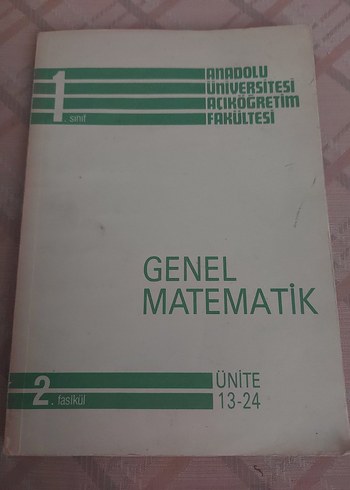 1. sınıf
ANADOLU
ÜNİVERSİTESİ
AÇIKÖĞRETİM
FAKÜLTESİ
GENEL
MATEMATİK
2. fasikül
ÜNİTE
13-24